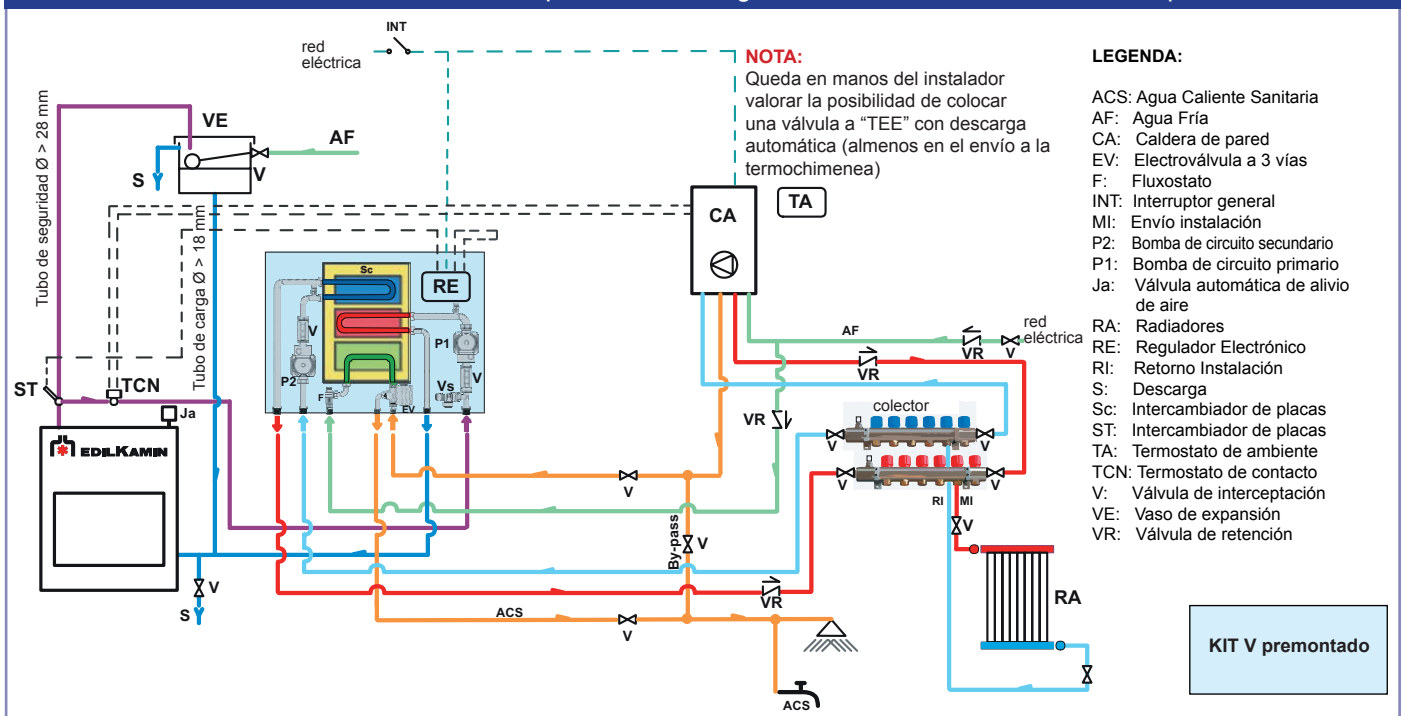 INT
red
eléctrica
NOTA:
Queda en manos del instalador
valorar la posibilidad de colocar
una válvula a “TEE” con descarga
automática (almenos en el envío a la
termochimenea)
Tubo de seguridad Ø > 28 mm
VE
AF
S
V
Tubo de carga Ø > 18 mm
CA
TA
Sc
RE
V
P1
P2
V
Vs
F
EV
ST
TCN
Ja
EDILKAMIN
AF
VR
V
red
eléctrica
VR
VR
colector
V
V
V
V
RI
MI
V
V
By-pass
V
VR
V
S
ACS
V
RA
V
ACS
LEGENDA:
ACS: Agua Caliente Sanitaria
AF: Agua Fría
CA: Caldera de pared
EV: Electroválvula a 3 vías
F: Fluxostato
INT: Interruptor general
MI: Envío instalación
P2: Bomba de circuito secundario
P1: Bomba de circuito primario
Ja: Válvula automática de alivio
de aire
RA: Radiadores
RE: Regulador Electrónico
RI: Retorno Instalación
S: Descarga
Sc: Intercambiador de placas
ST: Intercambiador de placas
TA: Termostato de ambiente
TCN: Termostato de contacto
V: Válvula de interceptación
VE: Vaso de expansión
VR: Válvula de retención
KIT V premontado